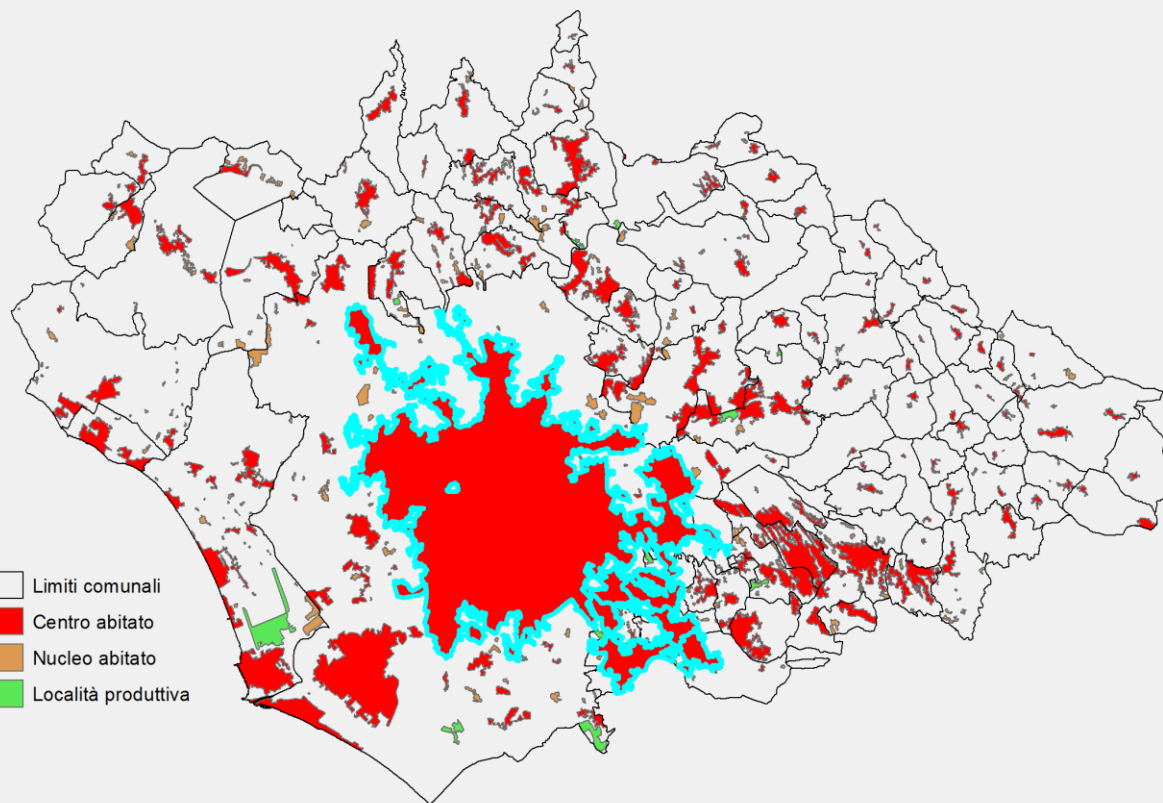 Limiti comunali
Centro abitato
Nucleo abitato
Località produttiva